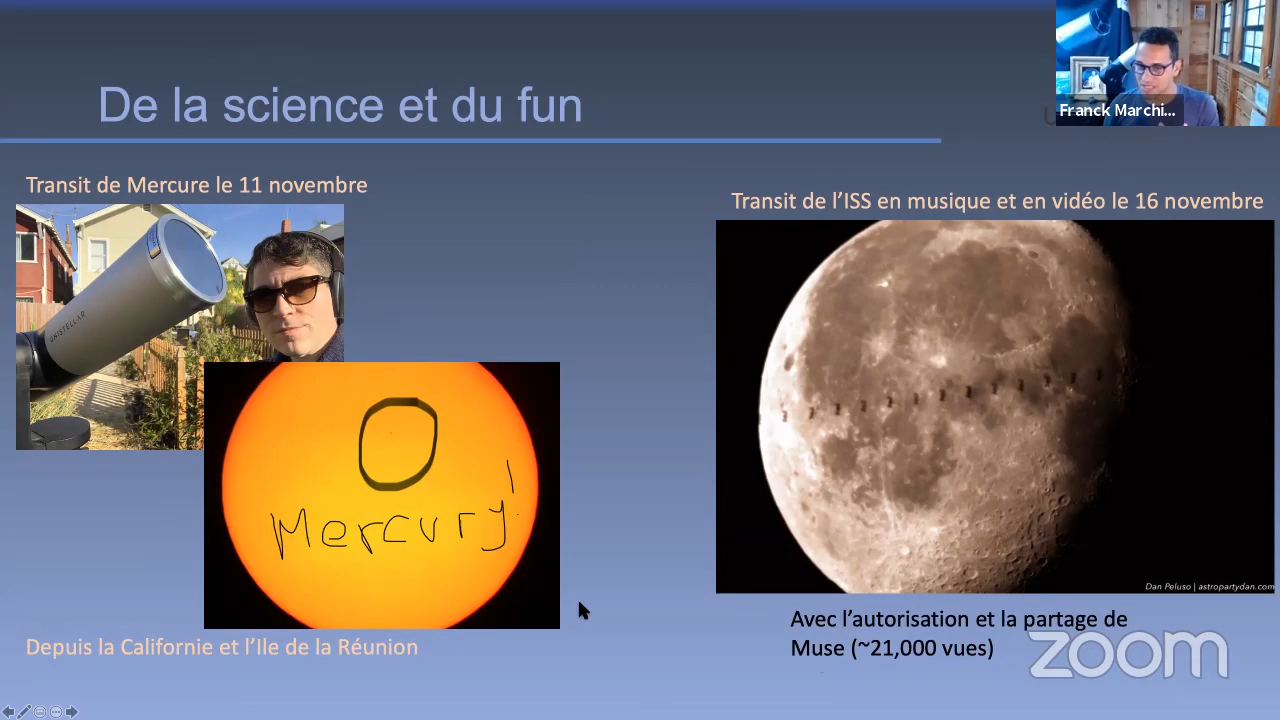 De la science et du fun
Franck Marchi...
Transit de Mercure le 11 novembre
Transit de l’ISS en musique et en vidéo le 16 novembre
UNISTELLAR
Mercury!
Dan Peluso | astropartydan.com
Depuis la Californie et l’Ile de la Réunion
Avec l’autorisation et la partage de
Muse (~21,000 vues)
zoom